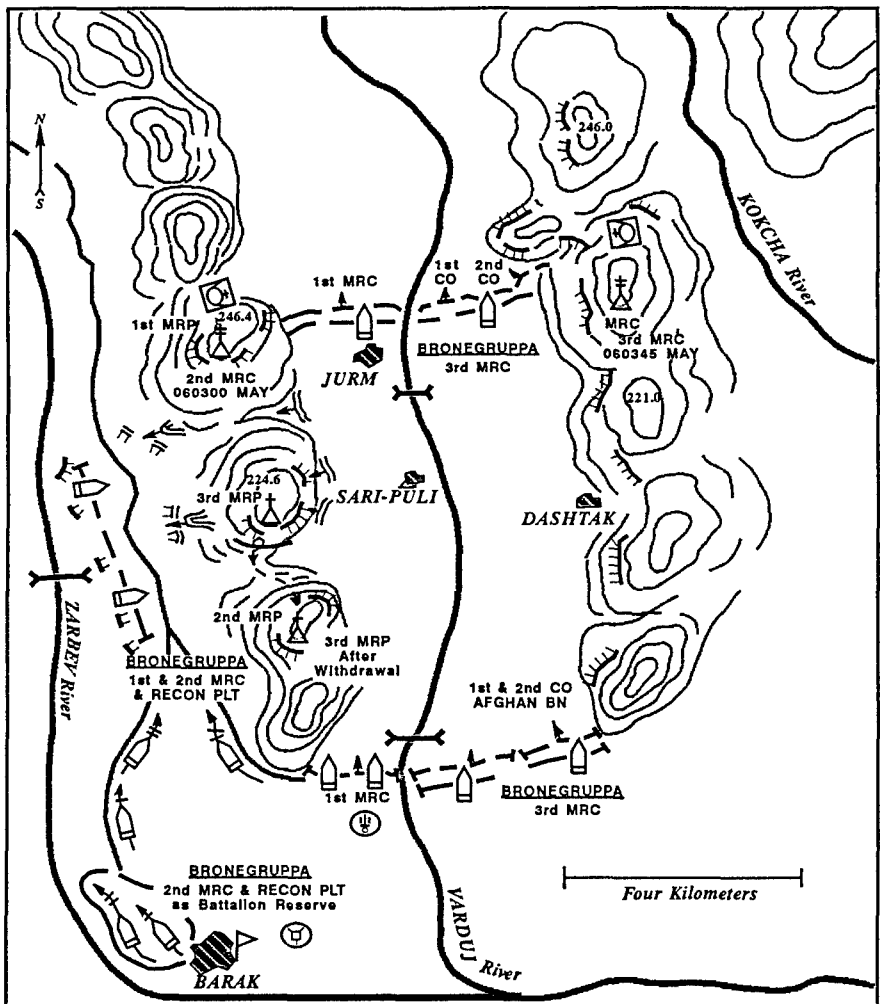 N
S
246.0
KOKCHA River
1st MRC
1st CO
2nd CO
246.4
1st MRP
2nd MRC
060300 MAY
JURM
BRONEGRUPPA
3rd MRC
MRC
3rd MRC
060345 MAY
221.0
224.6
3rd MRP
SARI-PULI
DASHTAK
2nd MRP
3rd MRP
After
Withdrawal
ZARBEV River
BRONEGRUPPA
1st & 2nd MRC
& RECON PLT
1st & 2nd CO
AFGHAN BN
1st MRC
BRONEGRUPPA
3rd MRC
BRONEGRUPPA
2nd MRC & RECON PLT
as Battalion Reserve
BARAK
VARDUJ River
Four Kilometers